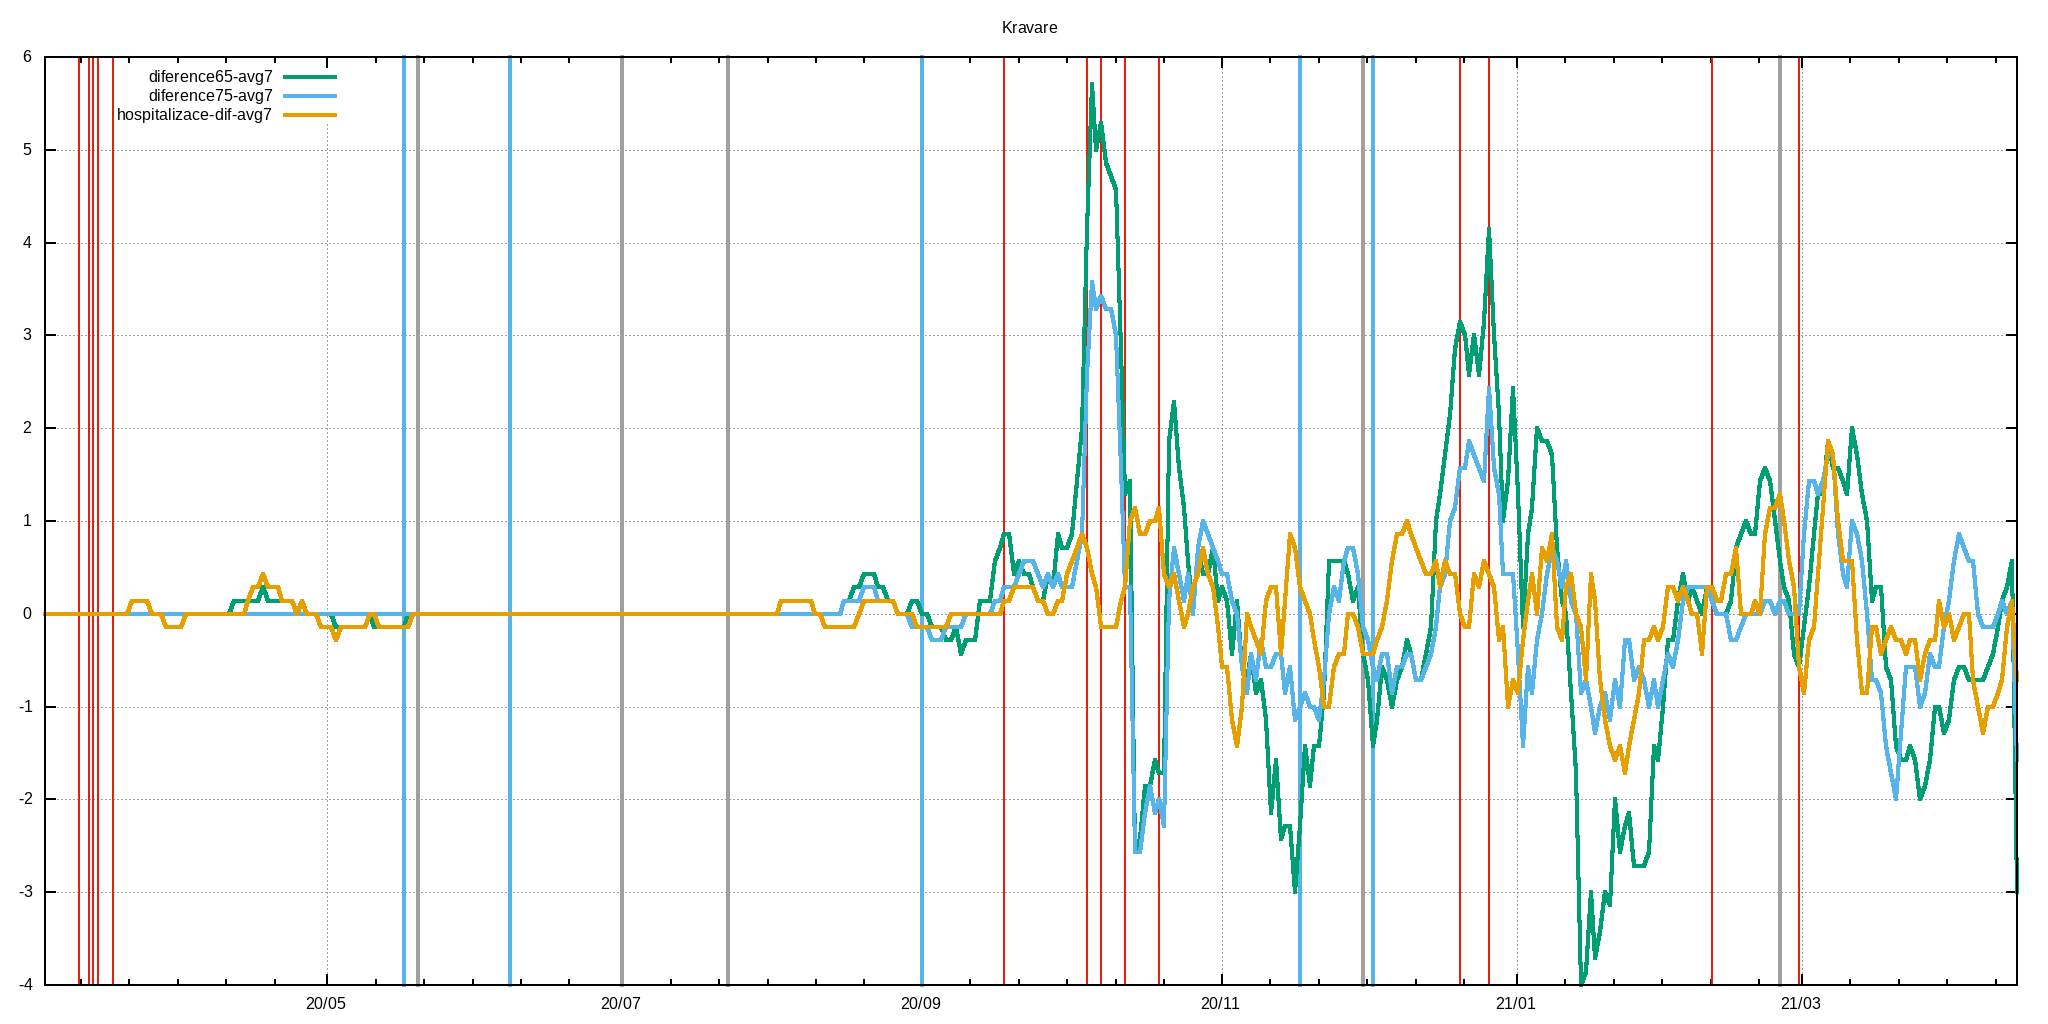 Kravare
diference65-avg7
diference75-avg7
hospitalizace-dif-avg7
6
5
4
3
2
1
0
-1
-2
-3
-4
20/05 20/07 20/09 20/11 21/01 21/03